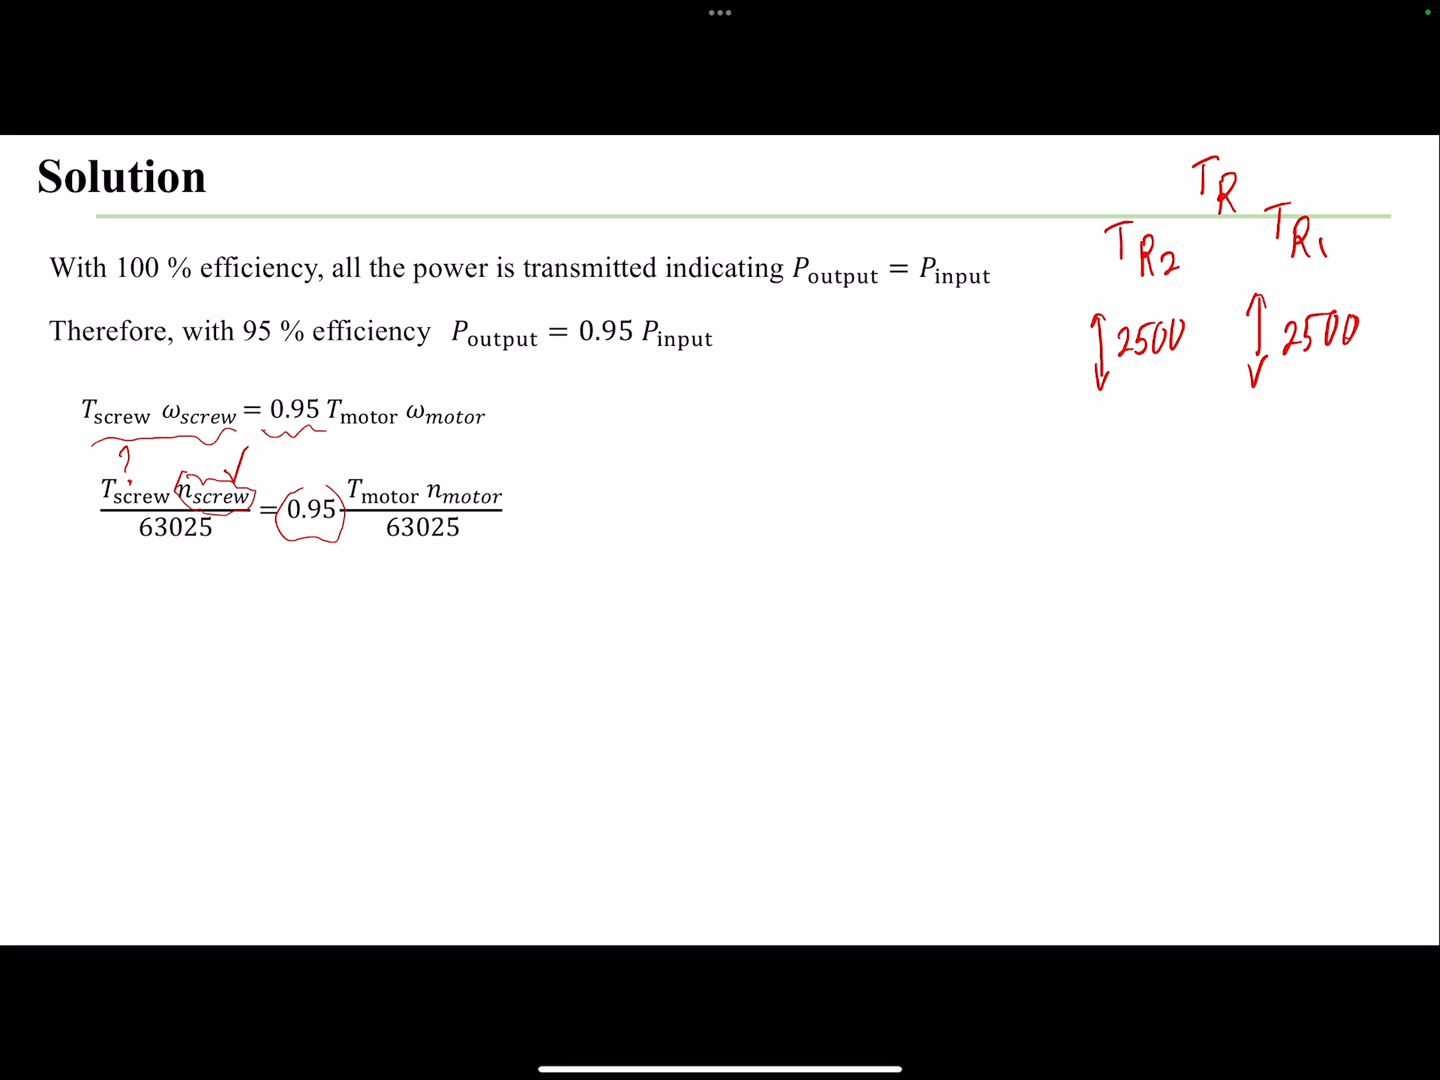 Solution
With 100 % efficiency, all the power is transmitted indicating P_output = P_input
Therefore, with 95 % efficiency P_output = 0.95 P_input
T_screw ω_screw = 0.95 T_motor ω_motor
?
T_screw n_screw / 63025 = 0.95 T_motor n_motor / 63025
T_R
T_R2 T_R1
2500 2500